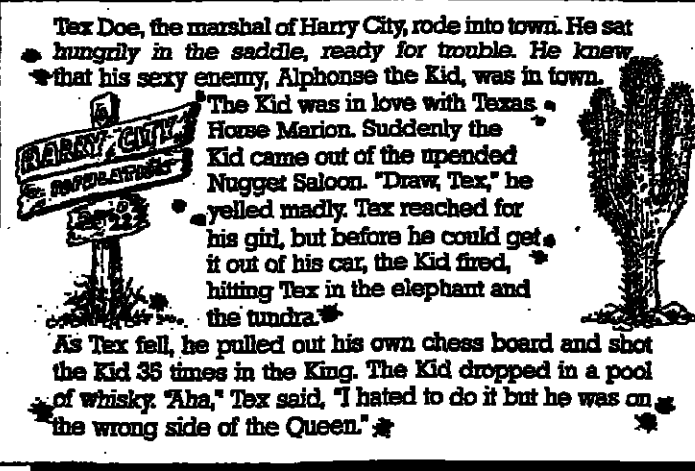 Tex Doe, the marshal of Harry City, rode into town. He sat
hungrily in the saddle, ready for trouble. He knew
that his sexy enemy, Alphonse the Kid, was in town.
The Kid was in love with Texas
Horse Marion. Suddenly the
Kid came out of the upended
Nugget Saloon. "Draw, Tex," he
yelled madly. Tex reached for
his girl, but before he could get
it out of his car, the Kid fired,
hitting Tex in the elephant and
the tundra.
As Tex fell, he pulled out his own chess board and shot
the Kid 35 times in the King. The Kid dropped in a pool
of whisky. "Aha," Tex said, "I hated to do it but he was on
the wrong side of the Queen."
CITY